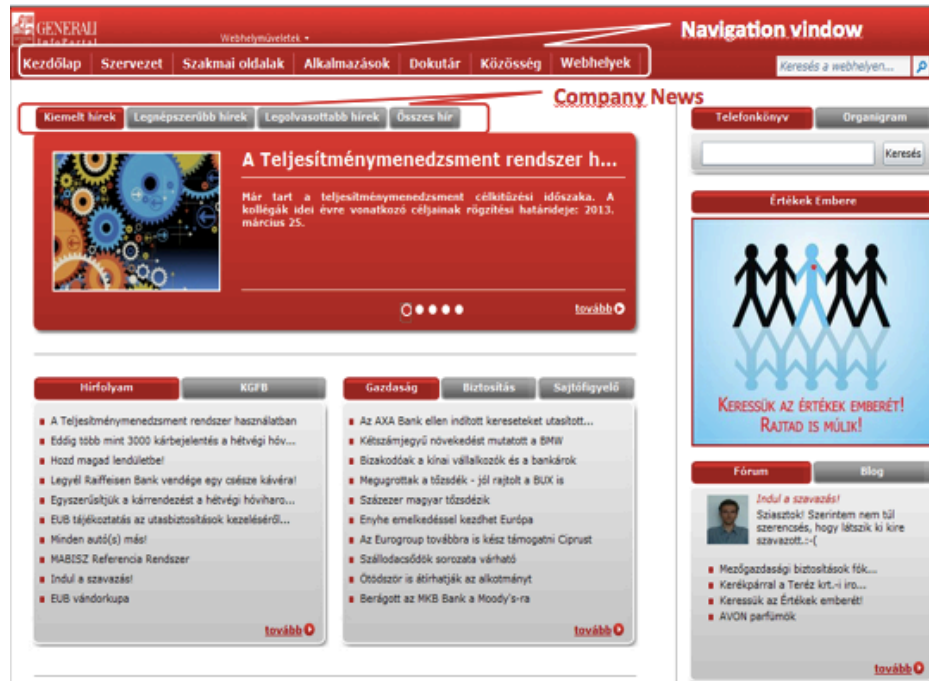 GENERALI
InfoPortal
Webhelyműveletek
Navigation vindow
Kezdőlap Szervezet Szakmai oldalak Alkalmazások Dokutár Közösség Webhelyek
Keresés a webhelyen...
Company News
Kiemelt hírek Legnépszerűbb hírek Legolvasottabb hírek Összes hír
A Teljesítménymenedzsment rendszer h...
Már tart a teljesítménymenedzsment célkitűzési időszaka. A
kollégák idei évre vonatkozó céljainak rögzítési határideje: 2013.
március 25.
tovább
Telefonkönyv Organigram
Keresés
Értékek Embere
KERESSÜK AZ ÉRTÉKEK EMBERÉT!
RAJTAD IS MÚLIK!
Hírfolyam KGFB
A Teljesítménymenedzsment rendszer használatban
Eddig több mint 3000 kárbejelentés a hétvégi hóv...
Hozd magad lendületbe!
Legyél Raiffeisen Bank vendége egy csésze kávéra!
Egyszerűsítjük a kárrendezést a hétvégi hóviharo...
EUB tájékoztatás az utasbiztosítások kezeléséről...
Minden autó(s) más!
MABISZ Referencia Rendszer
Indul a szavazás!
EUB vándorkupa
tovább
Gazdaság Biztosítás Sajtófigyelő
Az AXA Bank ellen indított kereseteket utasított...
Kétszámjegyű növekedést mutatott a BMW
Bizakodóak a kínai vállalkozók és a bankárok
Megugrottak a tőzsdék - jól rajtolt a BUX is
Százezer magyar tőzsdézik
Enyhe emelkedéssel kezdhet Európa
Az Eurogroup továbbra is kész támogatni Ciprust
Szállodacsődök sorozata várható
Ötödször is átírhatják az alkotmányt
Berágott az MKB Bank a Moody's-ra
tovább
Fórum Blog
Indul a szavazás!
Sziasztok! Szerintem nem túl
szerencsés, hogy látszik ki kire
szavazott.:-(
Mezőgazdasági biztosítások fók...
Kerékpárral a Teréz krt.-i iro...
Keressük az Értékek emberét!
AVON parfümök
tovább